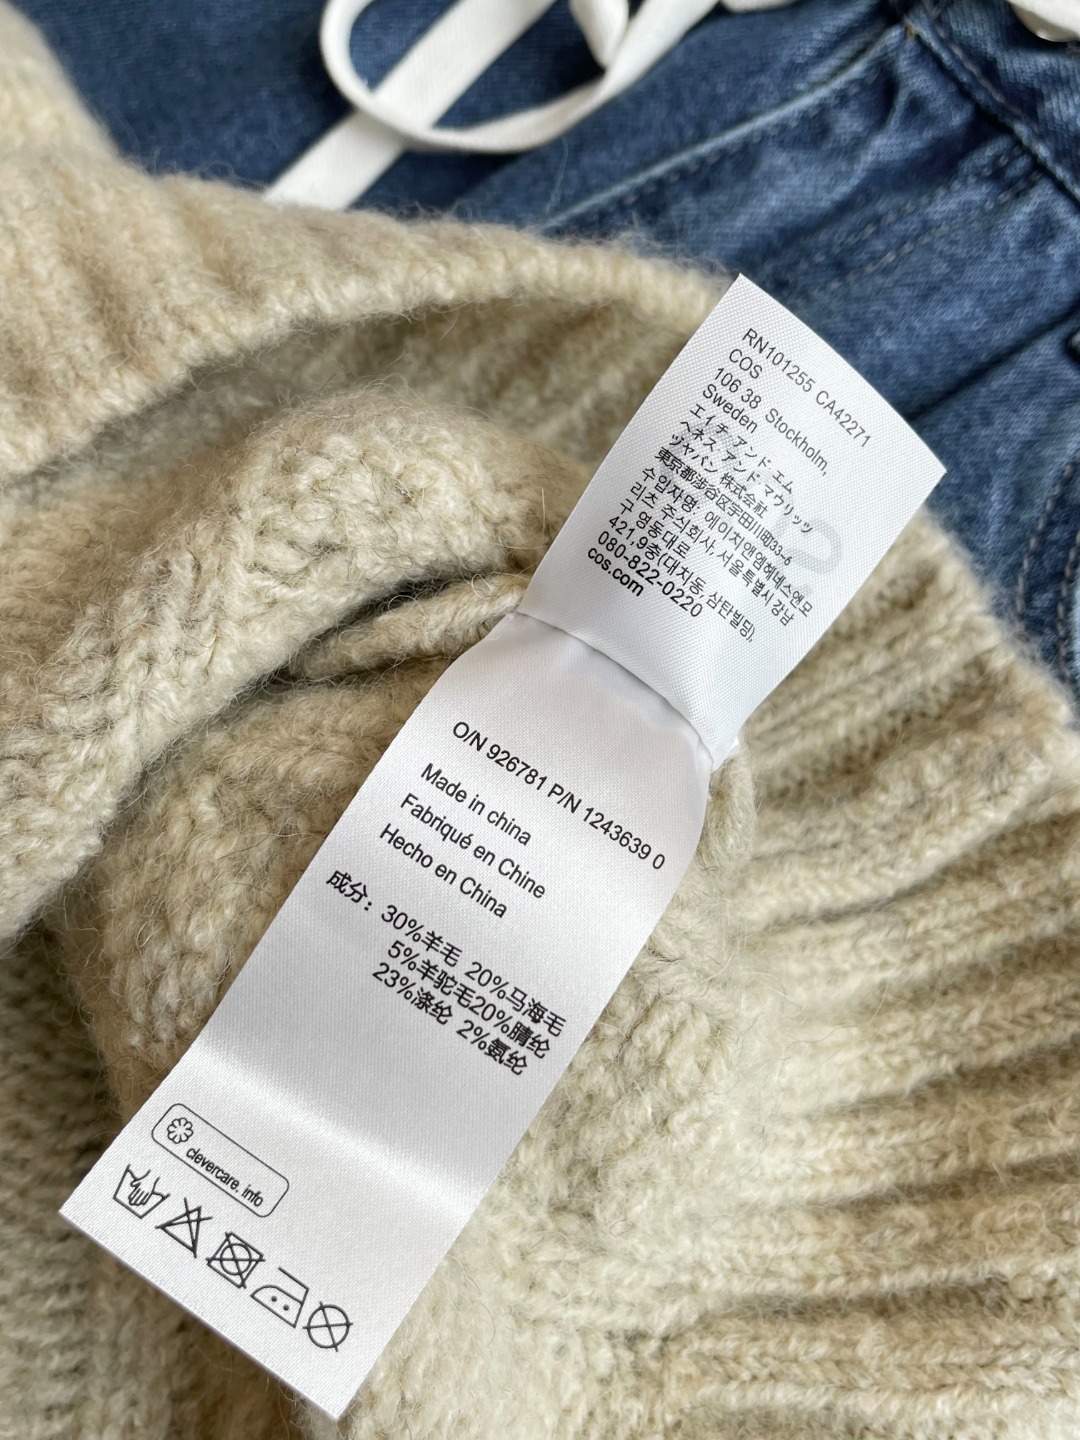 RN101255 CA42271
COS
106 38 Stockholm,
Sweden
エイチ アンド エム
ヘネス アンド マウリッツ
ジャパン 株式会社
東京都渉谷区宇田川町33-6
수입자명: 에이치앤엠헤네스앤모
리츠 주식회사, 서울특별시 강남
구 영동대로
421,9층(대치동, 삼탄빌딩),
080-822-0220
cos.com
O/N 926781 P/N 1243639 0
Made in china
Fabriqué en Chine
Hecho en China
成分: 30%羊毛 20%马海毛
5%羊驼毛20%腈纶
23%涤纶 2%氨纶
clevercare.info